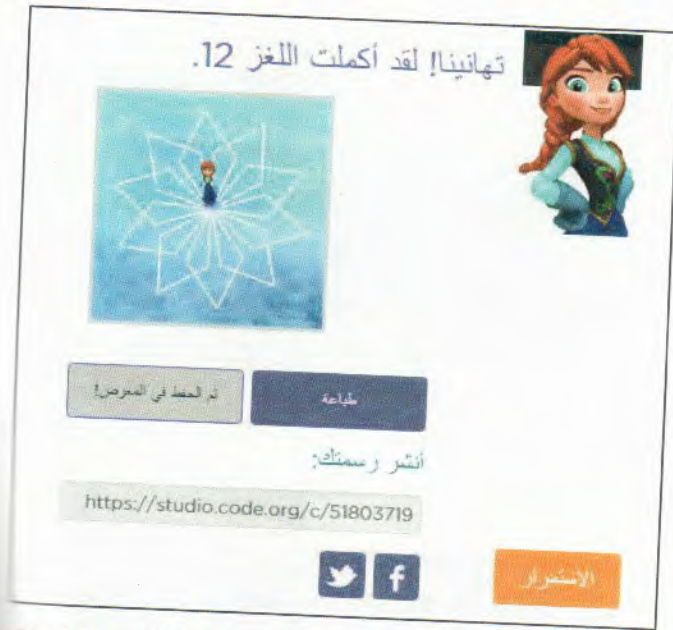 تهانينا! لقد أكملت اللغز 12.
طباعة
تم الحفظ في المعرض!
أنشر رسمتك:
https://studio.code.org/c/51803719
الاستمرار